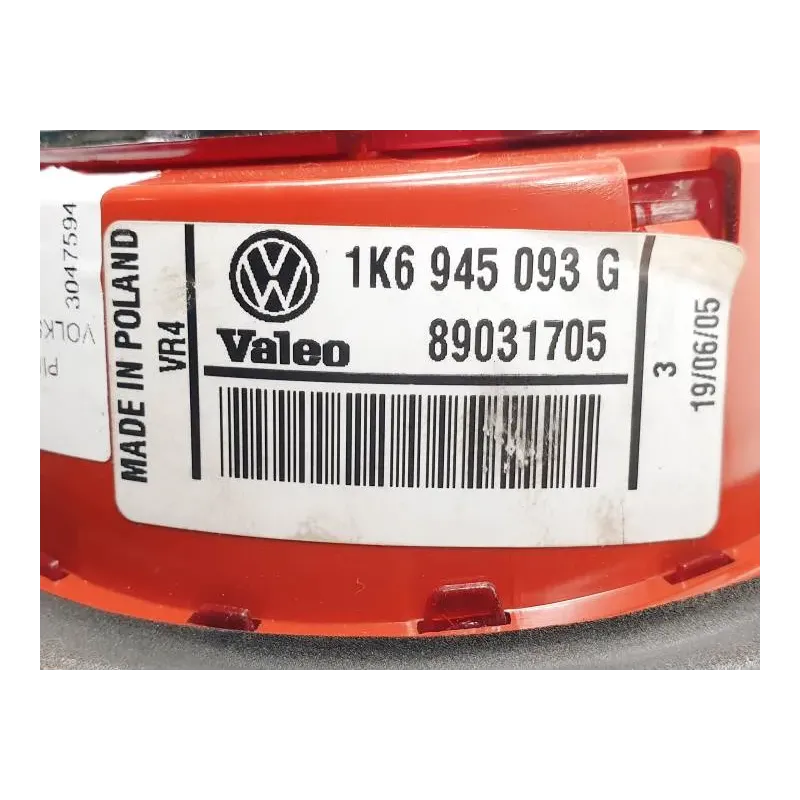 MADE IN POLAND
VR4
1K6 945 093 G
Valeo
89031705
3
19/06/05
3047594